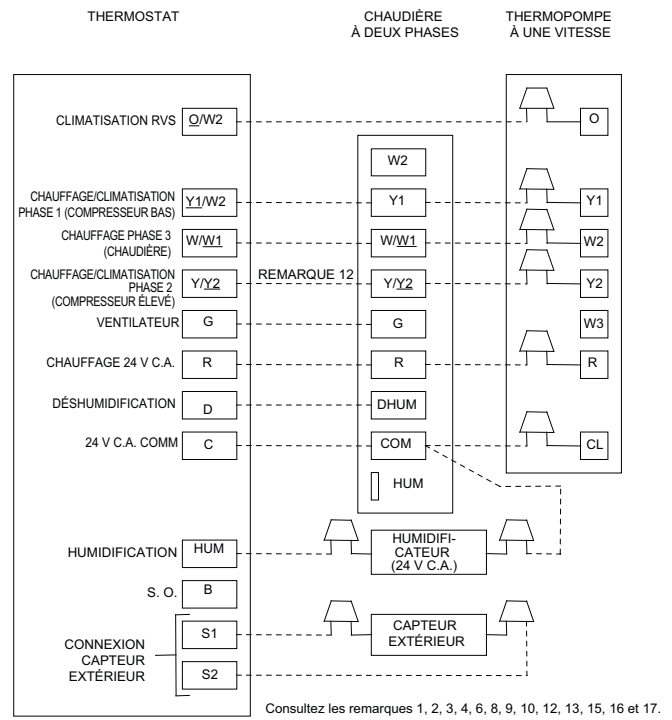 THERMOSTAT
CHAUDIÈRE
À DEUX PHASES
THERMOPOMPE
À UNE VITESSE
CLIMATISATION RVS
O/W2
O
W2
CHAUFFAGE/CLIMATISATION
PHASE 1 (COMPRESSEUR BAS)
Y1/W2
Y1
Y1
CHAUFFAGE PHASE 3
(CHAUDIÈRE)
W/W1
W/W1
W2
CHAUFFAGE/CLIMATISATION
PHASE 2
(COMPRESSEUR ÉLEVÉ)
Y/Y2
REMARQUE 12
Y/Y2
Y2
VENTILATEUR
G
G
W3
CHAUFFAGE 24 V C.A.
R
R
R
DÉSHUMIDIFICATION
D
DHUM
24 V C.A. COMM
C
COM
CL
HUM
HUMIDIFICATION
HUM
HUMIDIFI-
CATEUR
(24 V C.A.)
S. O.
B
CONNEXION
CAPTEUR
EXTÉRIEUR
S1
S2
CAPTEUR
EXTÉRIEUR
Consultez les remarques 1, 2, 3, 4, 6, 8, 9, 10, 12, 13, 15, 16 et 17.